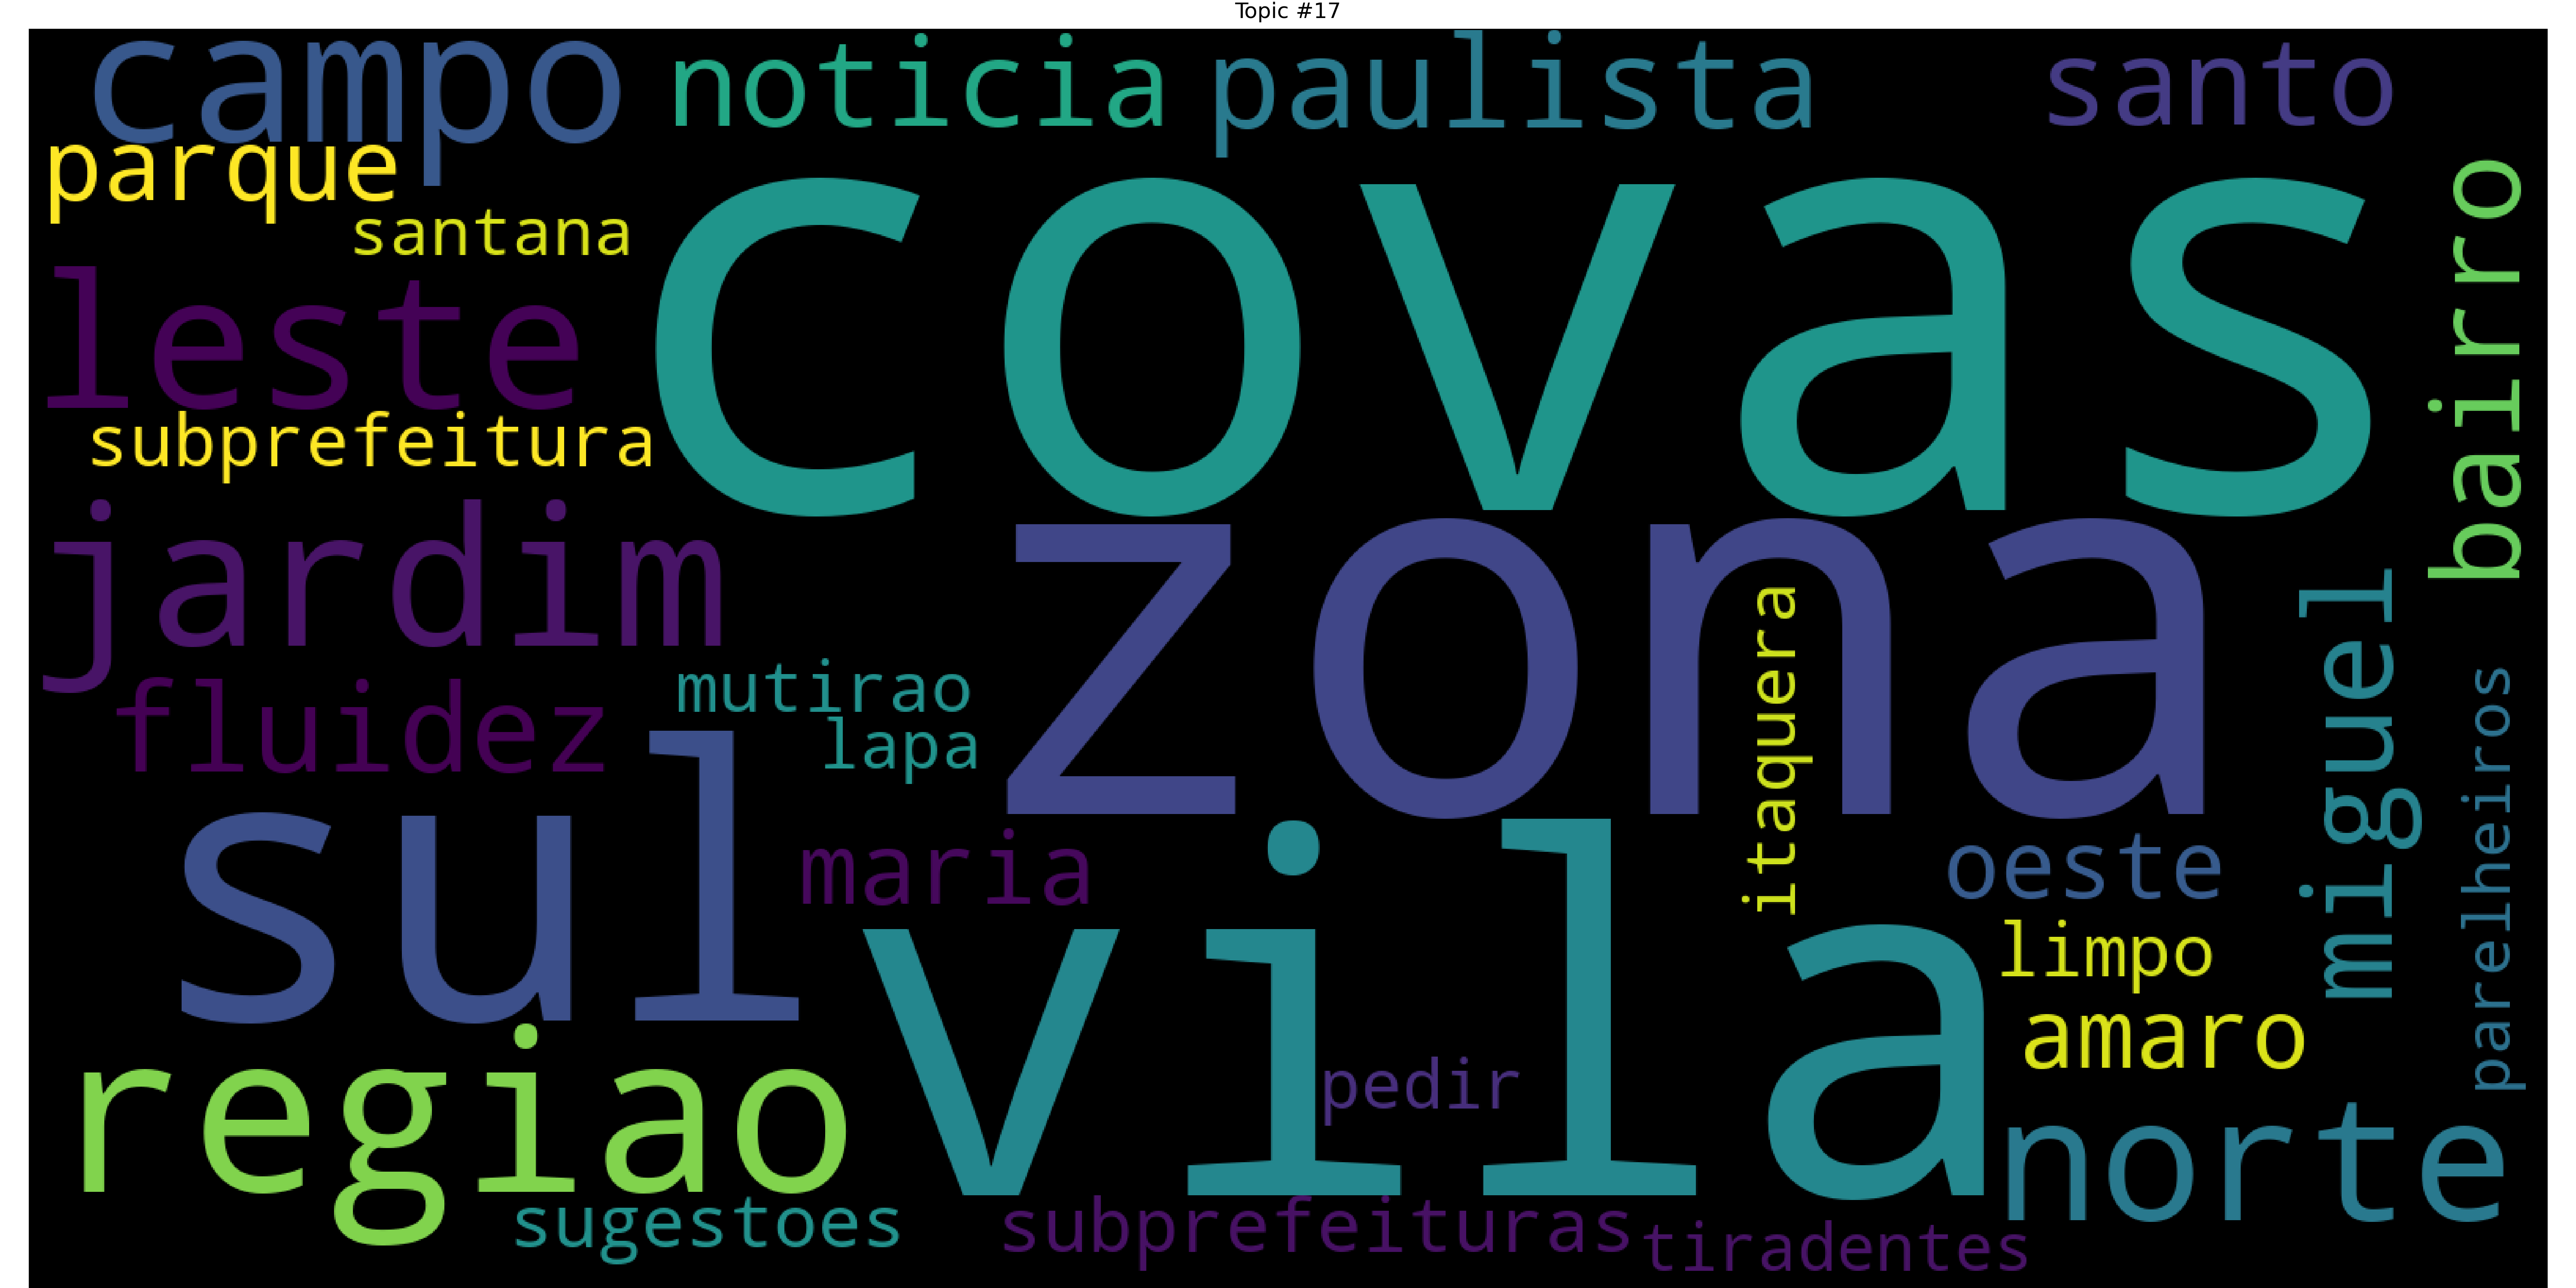 Topic #17
campo
noticia
paulista
santo
parque
santana
covas
bairro
leste
subprefeitura
jardim
zona
itaquera
miguel
fluidez
mutirao
lapa
sul
maria
vila
oeste
limpo
amaro
parelheiros
regiao
pedir
norte
sugestoes
subprefeituras
tiradentes